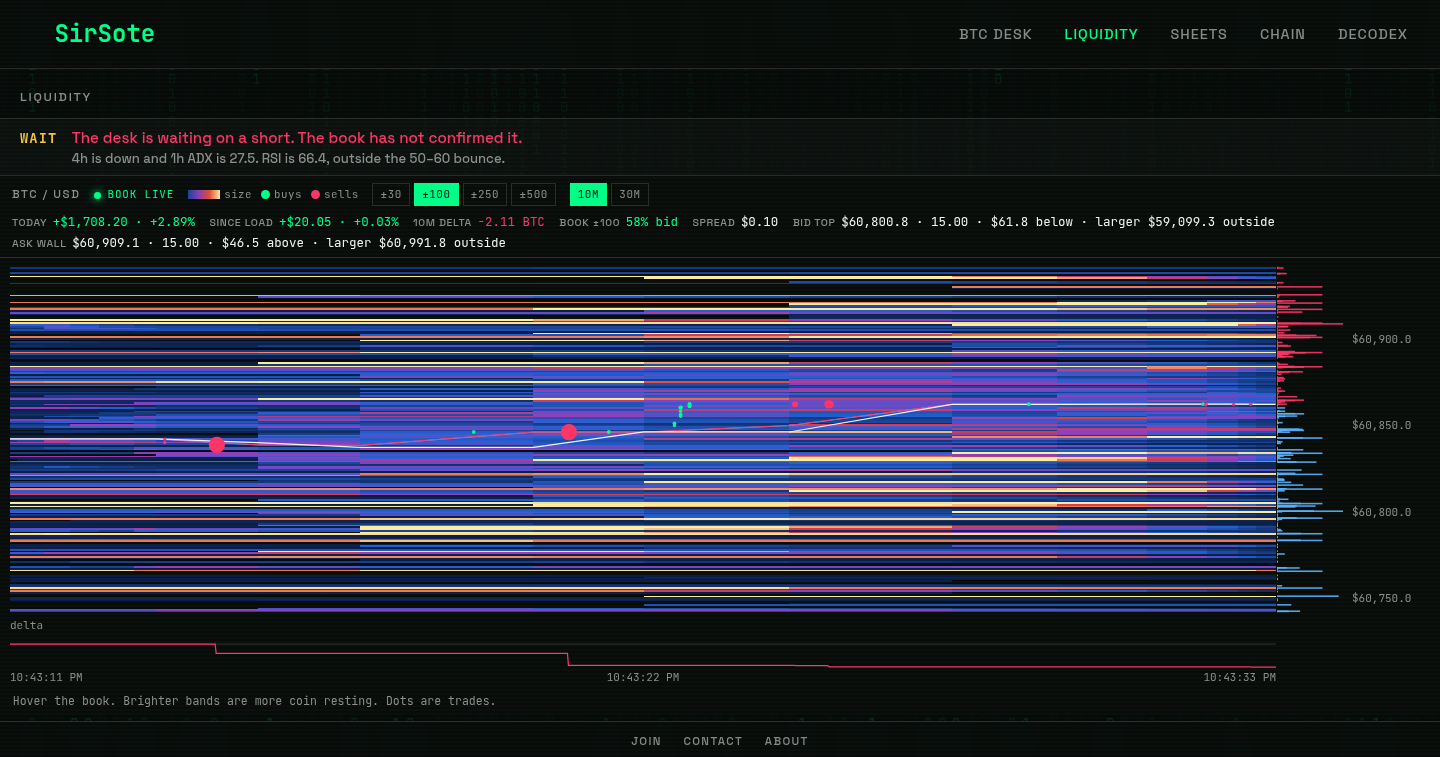 SirSote
BTC DESK LIQUIDITY SHEETS CHAIN DECODEX
LIQUIDITY
WAIT The desk is waiting on a short. The book has not confirmed it.
4h is down and 1h ADX is 27.5. RSI is 66.4, outside the 50–60 bounce.
BTC / USD BOOK LIVE size buys sells ±30 ±100 ±250 ±500 10M 30M
TODAY +$1,708.20 · +2.89% SINCE LOAD +$20.05 · +0.03% 10M DELTA -2.11 BTC BOOK ±100 58% bid SPREAD $0.10 BID TOP $60,800.8 · 15.00 · $61.8 below · larger $59,099.3 outside
ASK WALL $60,909.1 · 15.00 · $46.5 above · larger $60,991.8 outside
$60,900.0
$60,850.0
$60,800.0
$60,750.0
delta
10:43:11 PM 10:43:22 PM 10:43:33 PM
Hover the book. Brighter bands are more coin resting. Dots are trades.
JOIN CONTACT ABOUT